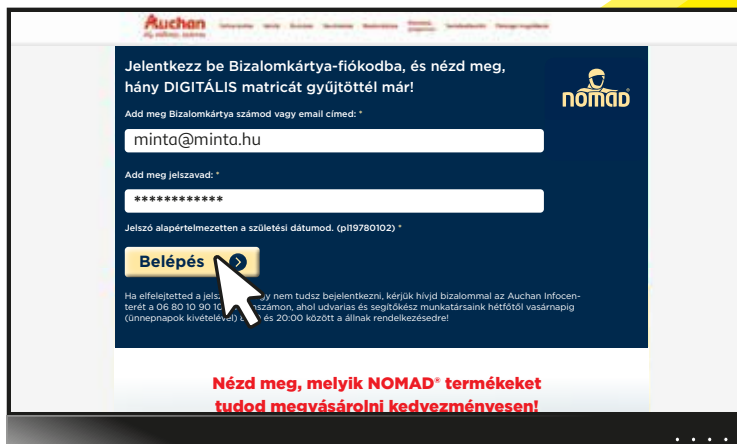 Auchan
Jelentkezz be Bizalomkártya-fiókodba, és nézd meg,
hány DIGITÁLIS matricát gyűjtöttél már!
nomad
Add meg Bizalomkártya számod vagy email címed: *
minta@minta.hu
Add meg jelszavad: *
************
Jelszó alapértelmezetten a születési dátumod. (pl19780102) *
Belépés
Ha elfelejtetted a jels nem tudsz bejelentkezni, kérjük hívjd bizalommal az Auchan Infocen-
terét a 06 80 10 90 10 számon, ahol udvarias és segítőkész munkatársaink hétfőtől vasárnapig
(ünnepnapok kivételével) és 20:00 között a állnak rendelkezésedre!
Nézd meg, melyik NOMAD® termékeket
tudod megvásárolni kedvezményesen!